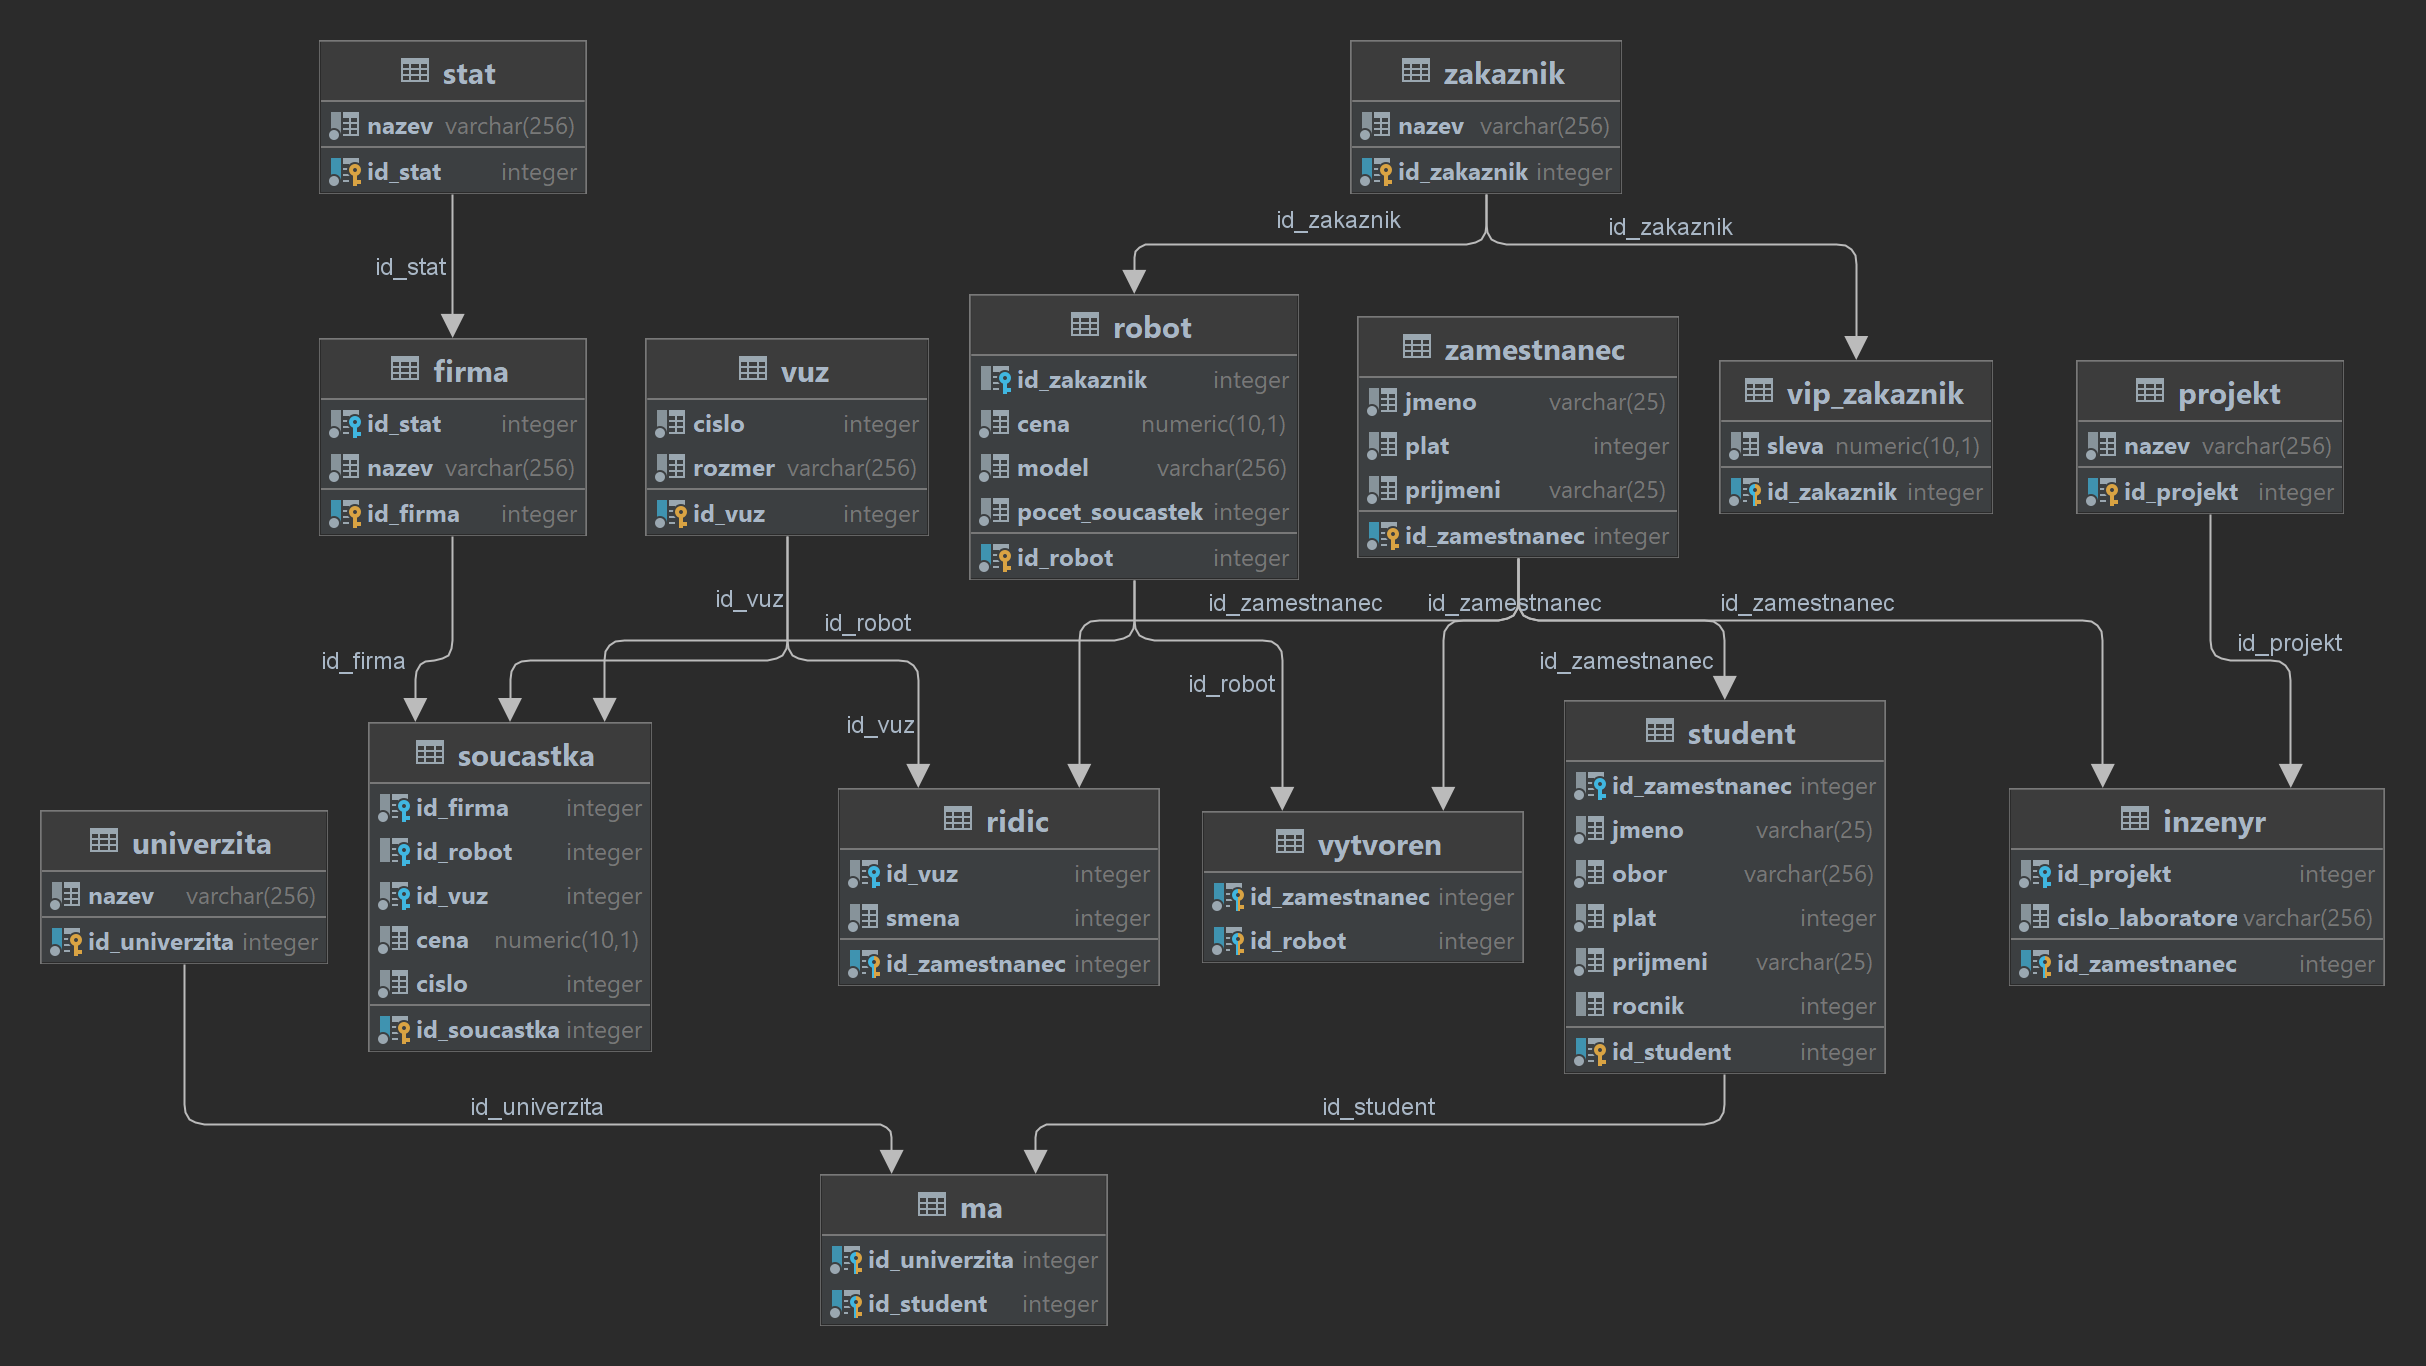 stat
nazev varchar(256)
id_stat integer
zakaznik
nazev varchar(256)
id_zakaznik integer
id_zakaznik
id_zakaznik
id_stat
robot
id_zakaznik integer
cena numeric(10,1)
model varchar(256)
pocet_soucastek integer
id_robot integer
zamestnanec
jmeno varchar(25)
plat integer
prijmeni varchar(25)
id_zamestnanec integer
firma
id_stat integer
nazev varchar(256)
id_firma integer
vuz
cislo integer
rozmer varchar(256)
id_vuz integer
vip_zakaznik
sleva numeric(10,1)
id_zakaznik integer
projekt
nazev varchar(256)
id_projekt integer
id_vuz
id_zamestnanec
id_zamestnanec
id_zamestnanec
id_robot
id_projekt
id_firma
id_zamestnanec
id_robot
id_vuz
soucastka
id_firma integer
id_robot integer
id_vuz integer
cena numeric(10,1)
cislo integer
id_soucastka integer
student
id_zamestnanec integer
jmeno varchar(25)
obor varchar(256)
plat integer
prijmeni varchar(25)
rocnik integer
id_student integer
univerzita
nazev varchar(256)
id_univerzita integer
ridic
id_vuz integer
smena integer
id_zamestnanec integer
vytvoren
id_zamestnanec integer
id_robot integer
inzenyr
id_projekt integer
cislo_laboratore varchar(256)
id_zamestnanec integer
id_univerzita
id_student
ma
id_univerzita integer
id_student integer